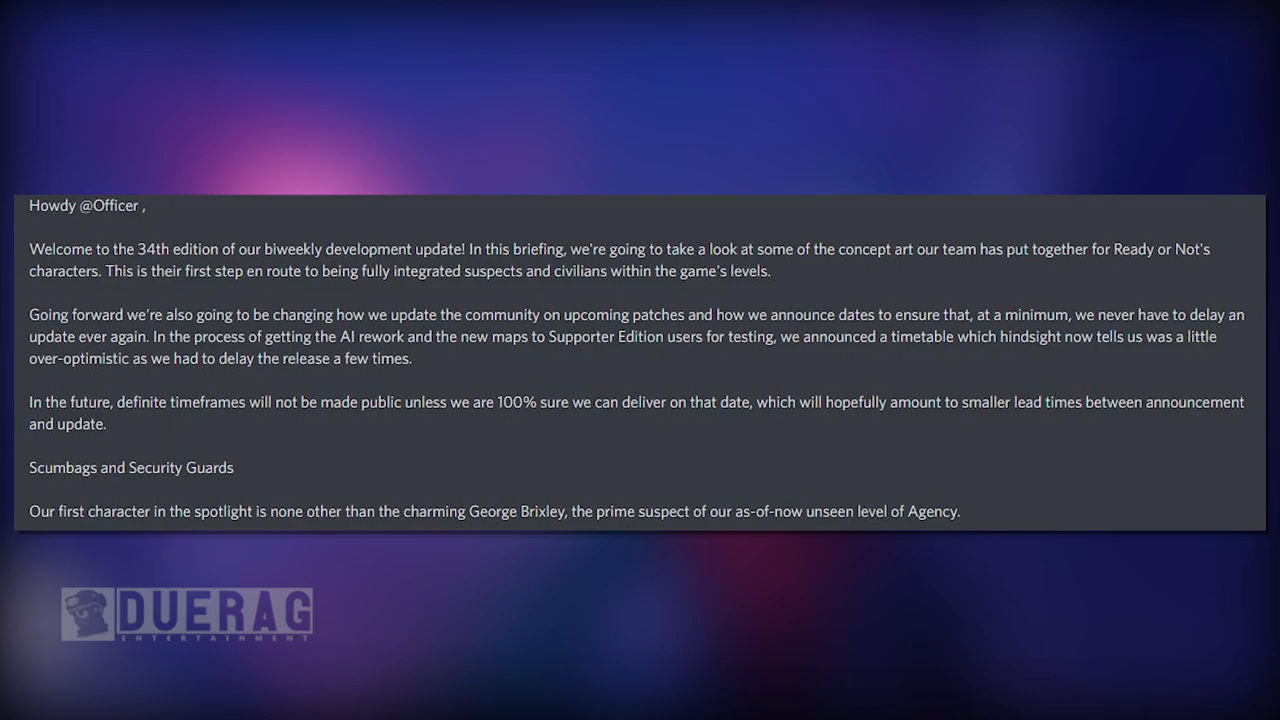 Howdy @Officer ,
Welcome to the 34th edition of our biweekly development update! In this briefing, we're going to take a look at some of the concept art our team has put together for Ready or Not's
characters. This is their first step en route to being fully integrated suspects and civilians within the game's levels.
Going forward we're also going to be changing how we update the community on upcoming patches and how we announce dates to ensure that, at a minimum, we never have to delay an
update ever again. In the process of getting the AI rework and the new maps to Supporter Edition users for testing, we announced a timetable which hindsight now tells us was a little
over-optimistic as we had to delay the release a few times.
In the future, definite timeframes will not be made public unless we are 100% sure we can deliver on that date, which will hopefully amount to smaller lead times between announcement
and update.
Scumbags and Security Guards
Our first character in the spotlight is none other than the charming George Brixley, the prime suspect of our as-of-now unseen level of Agency.
DUERAG
ENTERTAINMENT